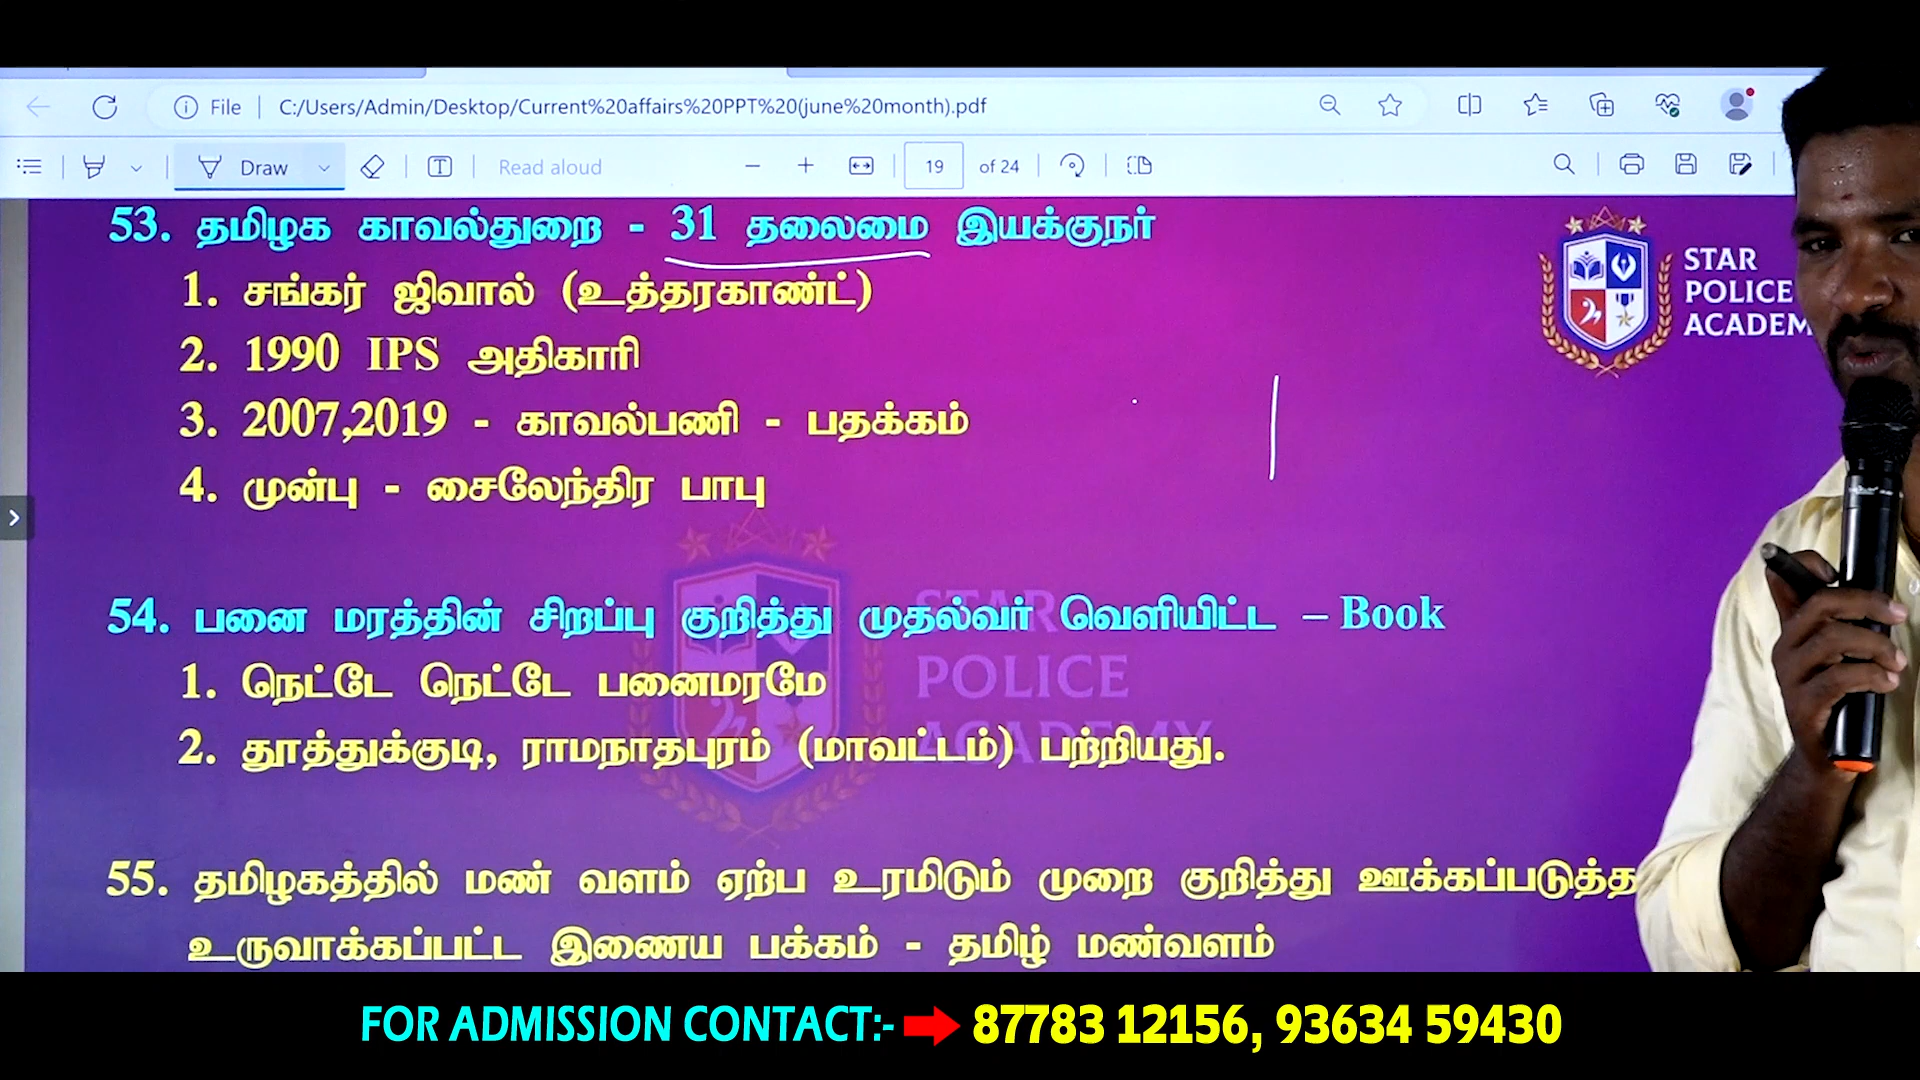 File C:/Users/Admin/Desktop/Current%20affairs%20PPT%20(june%20month).pdf
Draw T Read aloud 19 of 24
53. தமிழக காவல்துறை - 31 தலைமை இயக்குநர்
1. சங்கர் ஜிவால் (உத்தரகாண்ட்)
2. 1990 IPS அதிகாரி
3. 2007,2019 - காவல்பணி - பதக்கம்
4. முன்பு - சைலேந்திர பாபு
STAR
POLICE
ACADEM
54. பனை மரத்தின் சிறப்பு குறித்து முதல்வர் வெளியிட்ட – Book
1. நெட்டே நெட்டே பனைமரமே
2. தூத்துக்குடி, ராமநாதபுரம் (மாவட்டம்) பற்றியது.
STAR
POLICE
ACADEMY
55. தமிழகத்தில் மண் வளம் ஏற்ப உரமிடும் முறை குறித்து ஊக்கப்படுத்த
உருவாக்கப்பட்ட இணைய பக்கம் - தமிழ் மண்வளம்
FOR ADMISSION CONTACT:- 87783 12156, 93634 59430